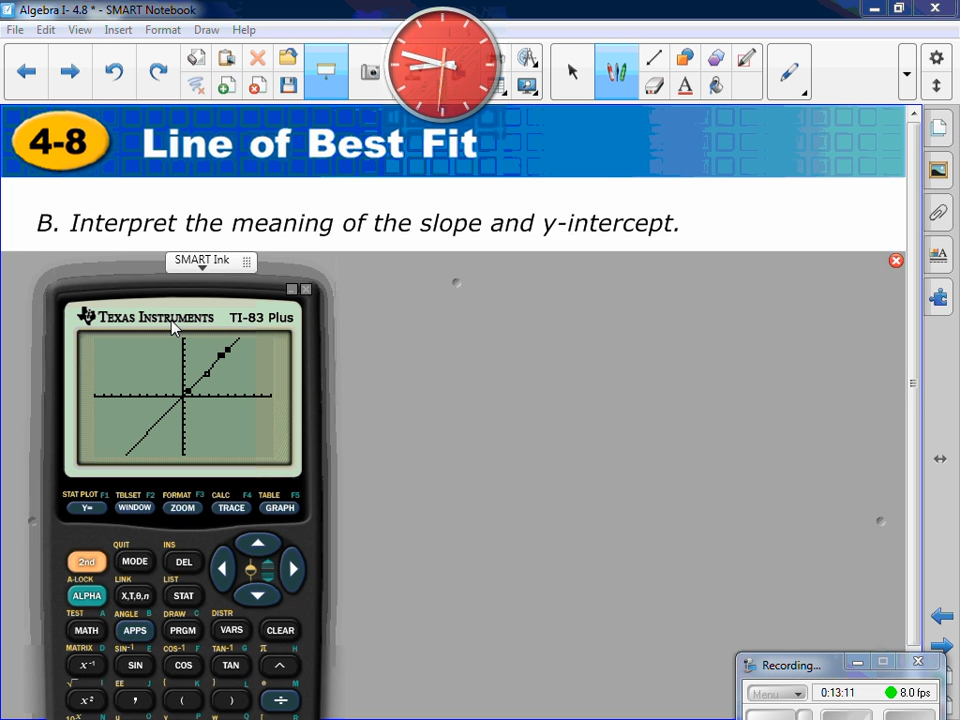 Algebra I- 4.8 * - SMART Notebook
File Edit View Insert Format Draw Help
4-8 Line of Best Fit
B. Interpret the meaning of the slope and y-intercept.
SMART Ink
TEXAS INSTRUMENTS TI-83 Plus
STAT PLOT F1 TBLSET F2 FORMAT F3 CALC F4 TABLE F5
Y= WINDOW ZOOM TRACE GRAPH
QUIT INS
2nd MODE DEL
A-LOCK LINK LIST
ALPHA X,T,θ,n STAT
TEST A ANGLE B DRAW C DISTR
MATH APPS PRGM VARS CLEAR
MATRIX D SIN-1 E COS-1 F TAN-1 G π H
x-1 SIN COS TAN ^
√ I EE J { K } L e M
x2 , ( ) ÷
10x N
Recording...
Menu 0:13:11 8.0 fps